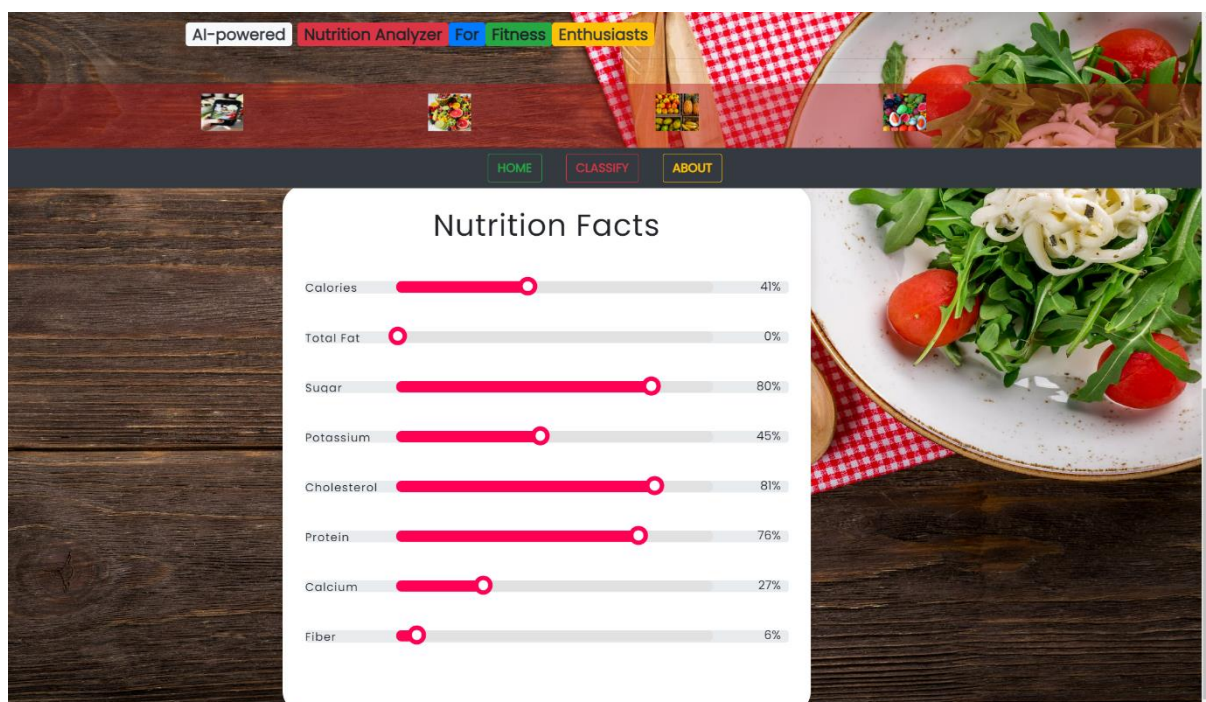 AI-powered Nutrition Analyzer For Fitness Enthusiasts
HOME CLASSIFY ABOUT
Nutrition Facts
Calories 41%
Total Fat 0%
Sugar 80%
Potassium 45%
Cholesterol 81%
Protein 76%
Calcium 27%
Fiber 6%